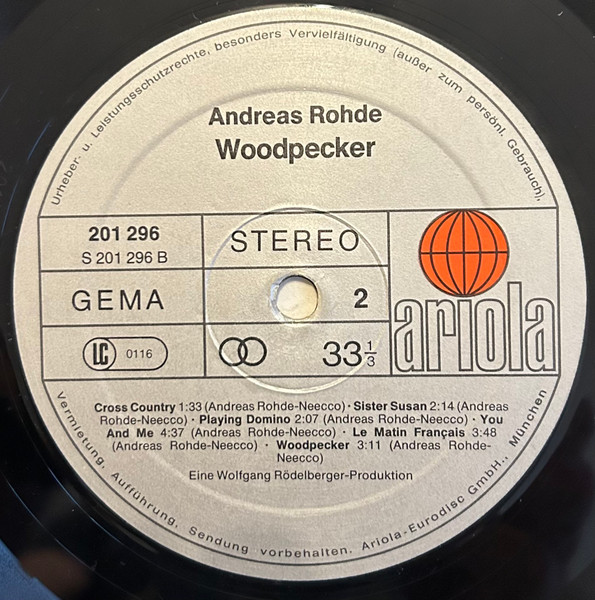 Urheber- u. Leistungsschutzrechte, besonders Vervielfältigung (außer zum persönl. Gebrauch),
Andreas Rohde
Woodpecker
201 296
S 201 296 B
STEREO
GEMA
2
LC 0116
33 1/3
ariola
Cross Country 1:33 (Andreas Rohde-Neecco) · Sister Susan 2:14 (Andreas
Rohde-Neecco) · Playing Domino 2:07 (Andreas Rohde-Neecco) · You
And Me 4:37 (Andreas Rohde-Neecco) · Le Matin Français 3:48
(Andreas Rohde-Neecco) · Woodpecker 3:11 (Andreas Rohde-
Neecco)
Eine Wolfgang Rödelberger-Produktion
Vermietung, Aufführung, Sendung vorbehalten. Ariola-Eurodisc GmbH., München